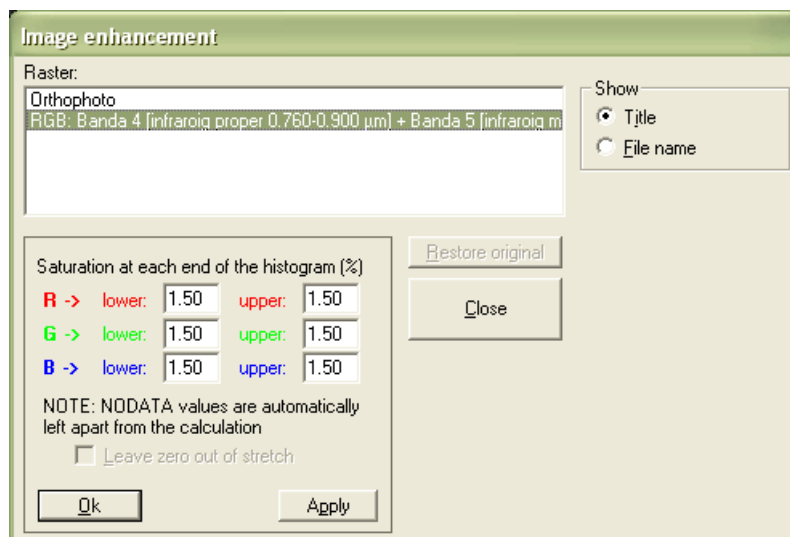 Image enhancement
Raster:
Orthophoto
RGB: Banda 4 [infraroig proper 0.760-0.900 µm] + Banda 5 [infraroig m
Show
Title
File name
Saturation at each end of the histogram (%)
R -> lower: 1.50 upper: 1.50
G -> lower: 1.50 upper: 1.50
B -> lower: 1.50 upper: 1.50
NOTE: NODATA values are automatically
left apart from the calculation
Leave zero out of stretch
Ok
Apply
Restore original
Close